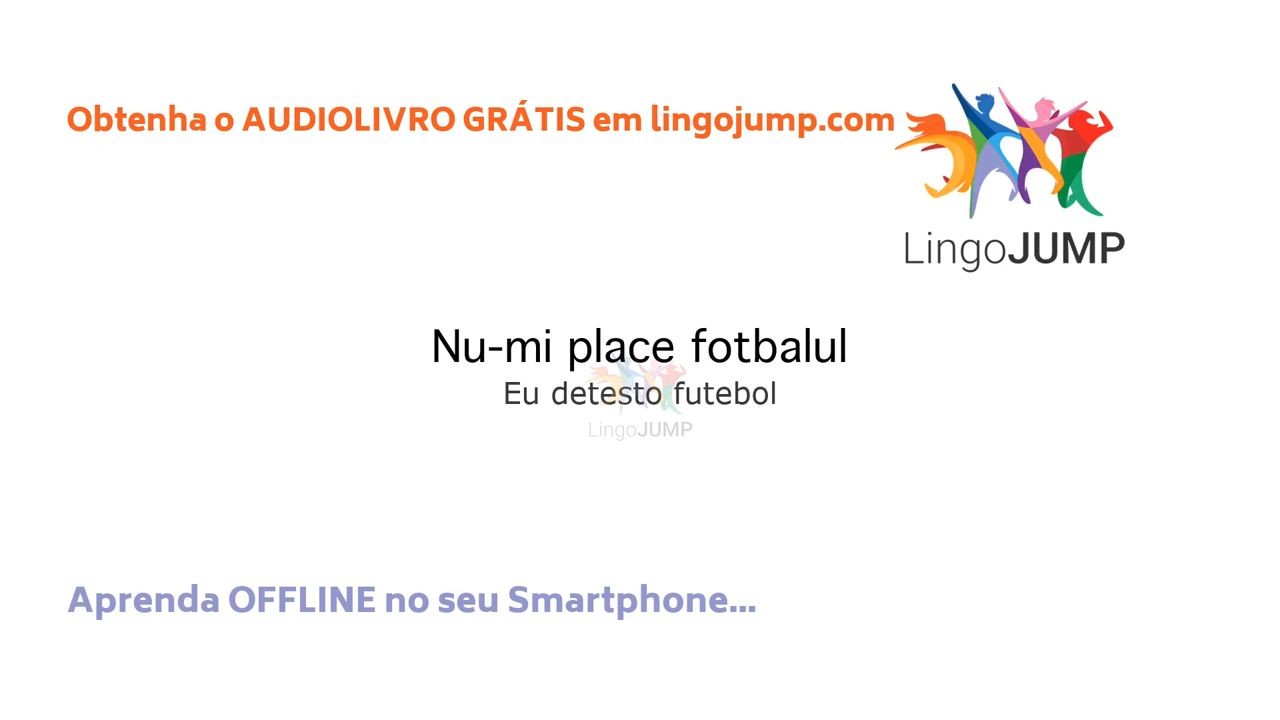 Obtenha o AUDIOLIVRO GRÁTIS em lingojump.com
LingoJUMP
Nu-mi place fotbalul
Eu detesto futebol
LingoJUMP
Aprenda OFFLINE no seu Smartphone...